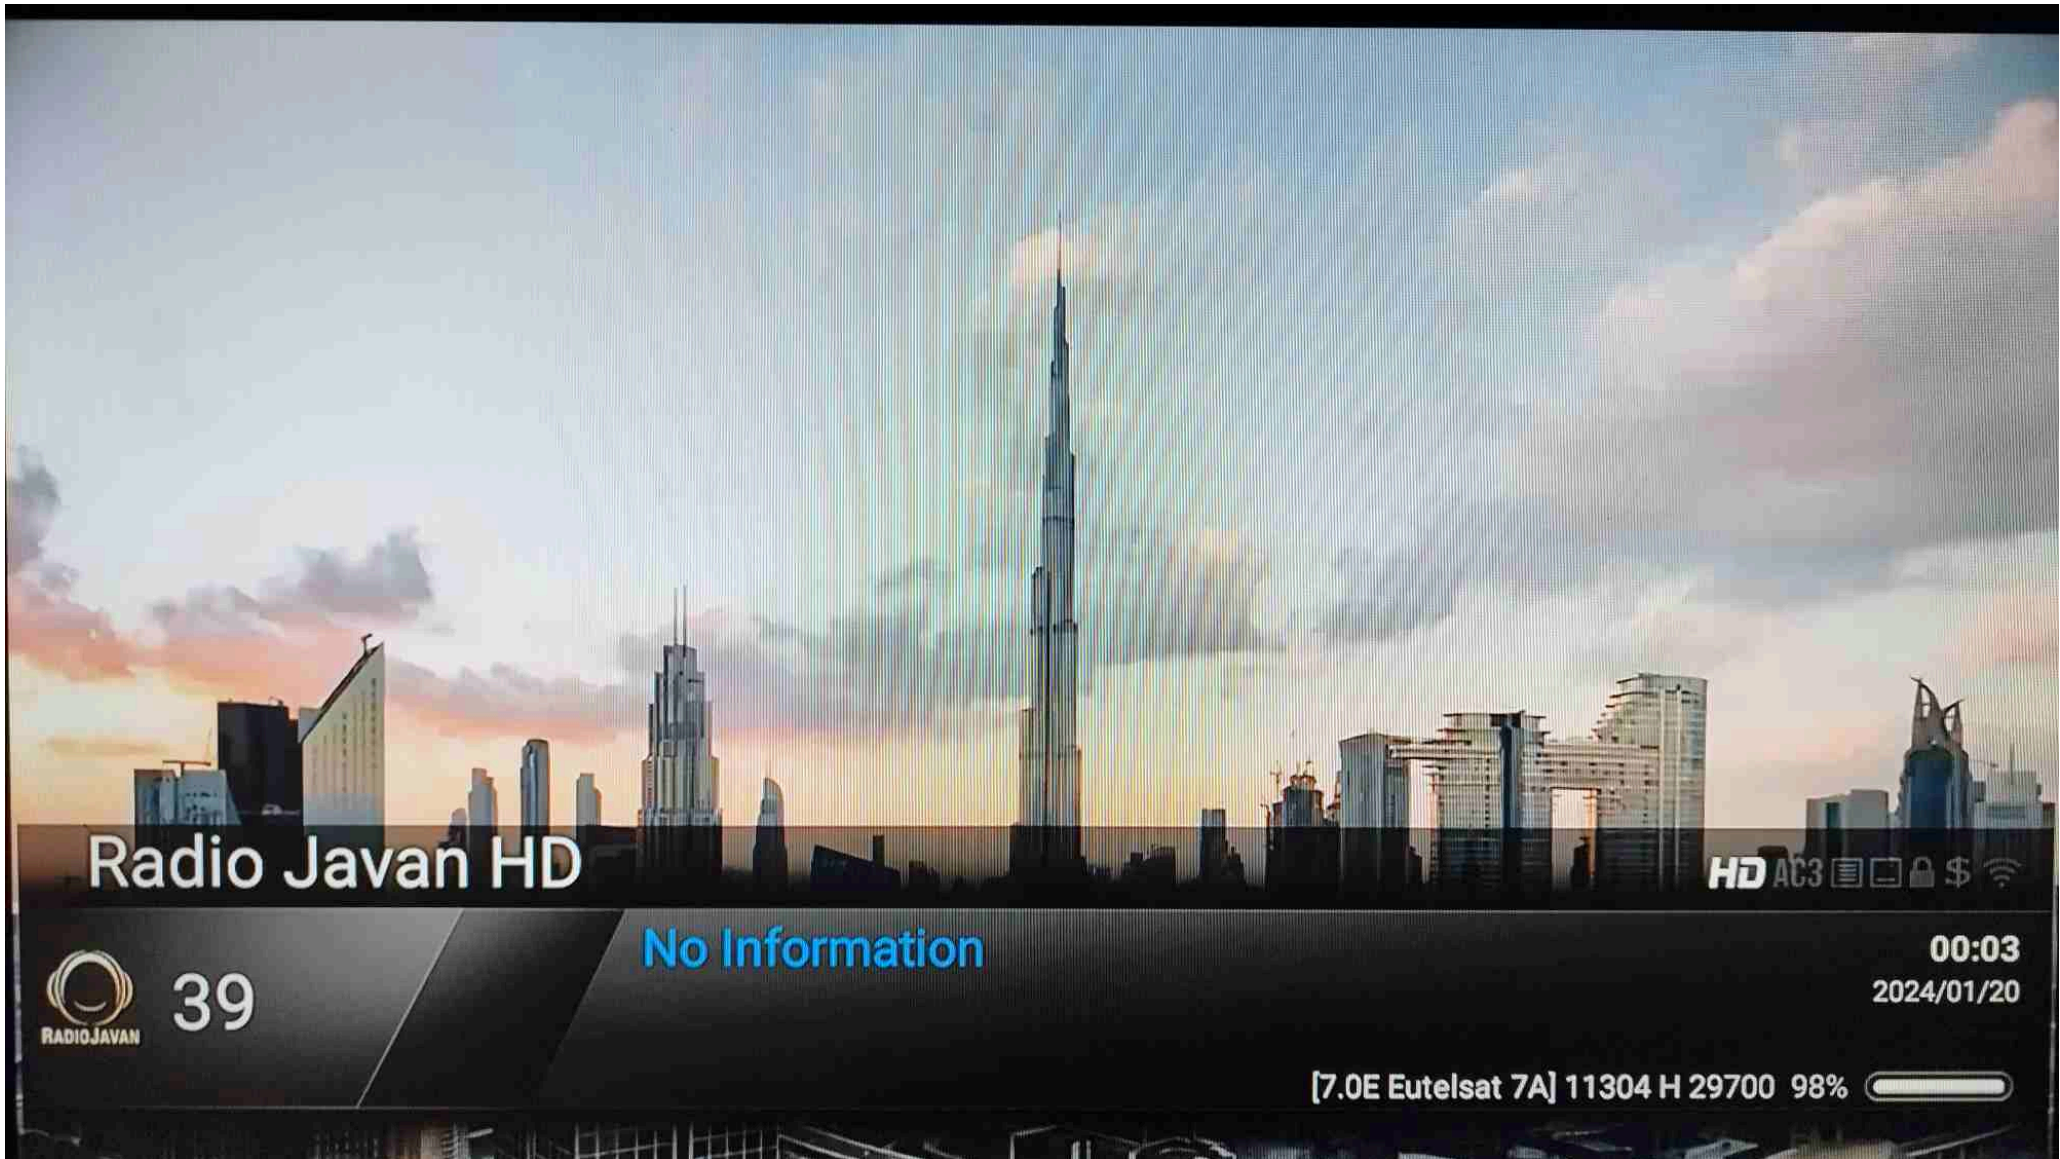 Radio Javan HD
HD AC3 $
No Information
00:03
39
2024/01/20
RADIOJAVAN
[7.0E Eutelsat 7A] 11304 H 29700 98%